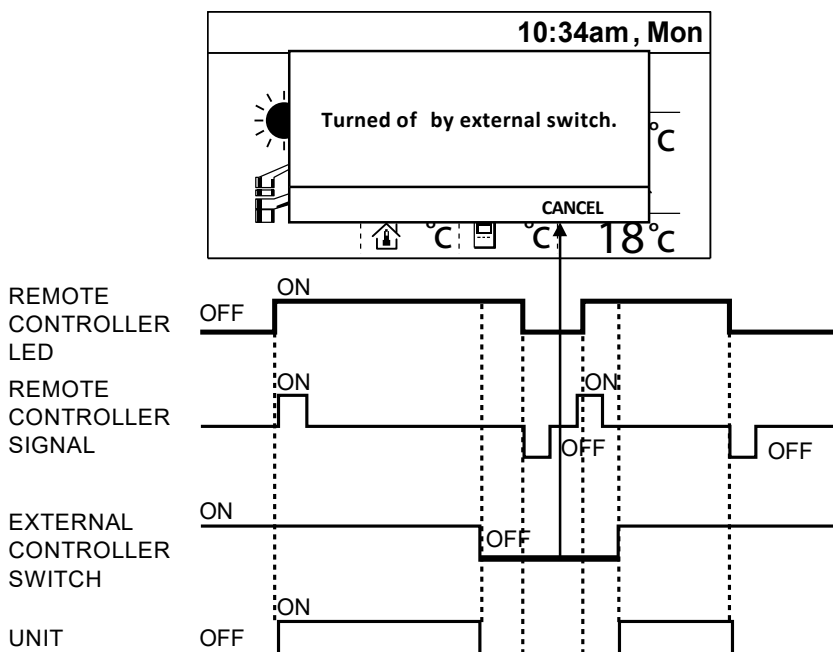 10:34am, Mon
Turned of by external switch.
°C
CANCEL
°C °C 18°C
ON
REMOTE CONTROLLER LED
OFF
REMOTE CONTROLLER SIGNAL
ON
ON
OFF
OFF
EXTERNAL CONTROLLER SWITCH
ON
OFF
UNIT
OFF
ON